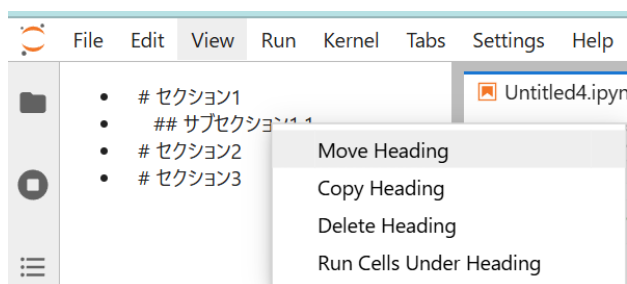 File Edit View Run Kernel Tabs Settings Help
Untitled4.ipyn
# セクション1
## サブセクション1.1
# セクション2
# セクション3
Move Heading
Copy Heading
Delete Heading
Run Cells Under Heading